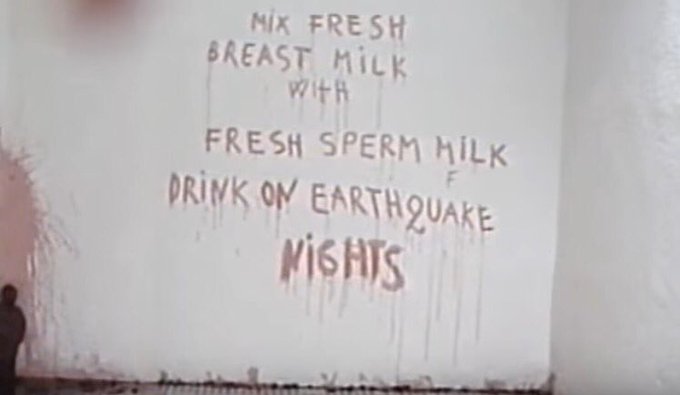 MiX FRESH
BREAST MiLK
WitH
FRESH SPERM MiLK
F
DRiNK ON EARTHQUAKE
NiGHTS